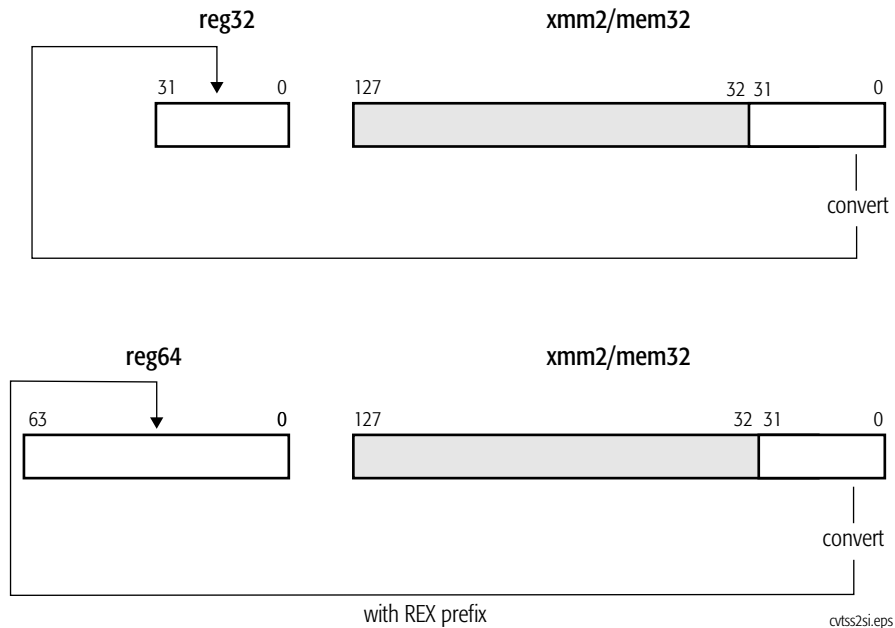 reg32 xmm2/mem32
31 0 127 32 31 0
convert
reg64 xmm2/mem32
63 0 127 32 31 0
convert
with REX prefix
cvtss2si.eps